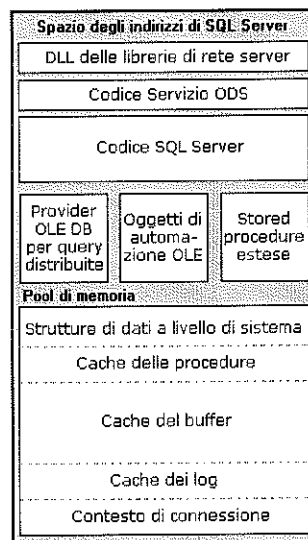 Spazio degli indirizzi di SQL Server
DLL delle librerie di rete server
Codice Servizio ODS
Codice SQL Server
Provider
OLE DB
per query
distribuite
Oggetti di
automa-
zione OLE
Stored
procedure
estese
Pool di memoria
Strutture di dati a livello di sistema
Cache delle procedure
Cache del buffer
Cache dei log
Contesto di connessione